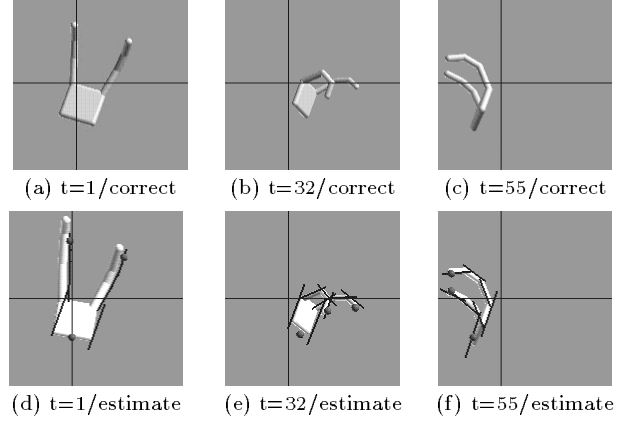 (a) t=1/correct
(b) t=32/correct
(c) t=55/correct
(d) t=1/estimate
(e) t=32/estimate
(f) t=55/estimate